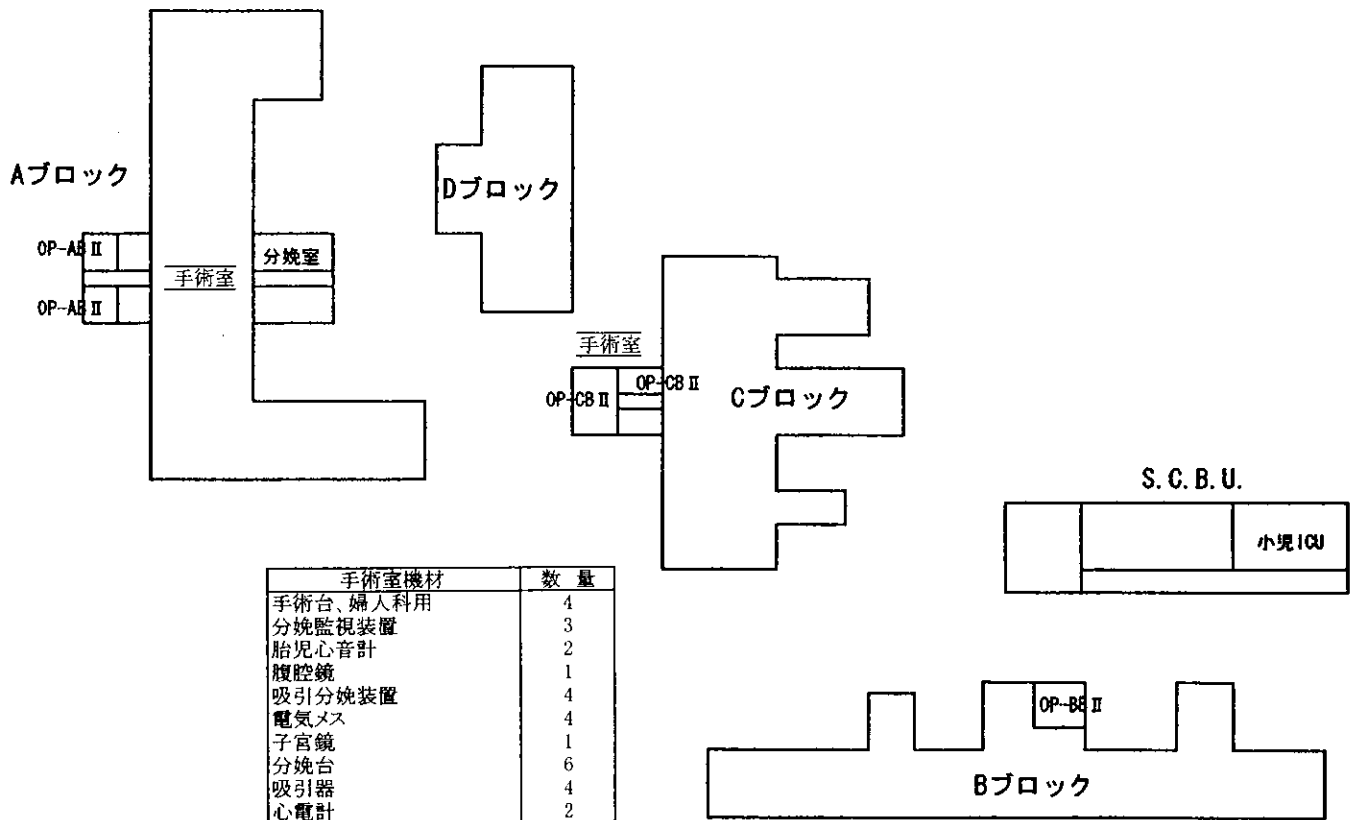 Aブロック
Dブロック
OP-AB II
手術室
分娩室
OP-AB II
手術室
OP-CB II
OP-CB II
Cブロック
S.C.B.U.
小児ICU
手術室機材 数 量
手術台、婦人科用 4
分娩監視装置 3
胎児心音計 2
腹腔鏡 1
吸引分娩装置 4
電気メス 4
子宮鏡 1
分娩台 6
吸引器 4
心電計 2
OP-BB II
Bブロック